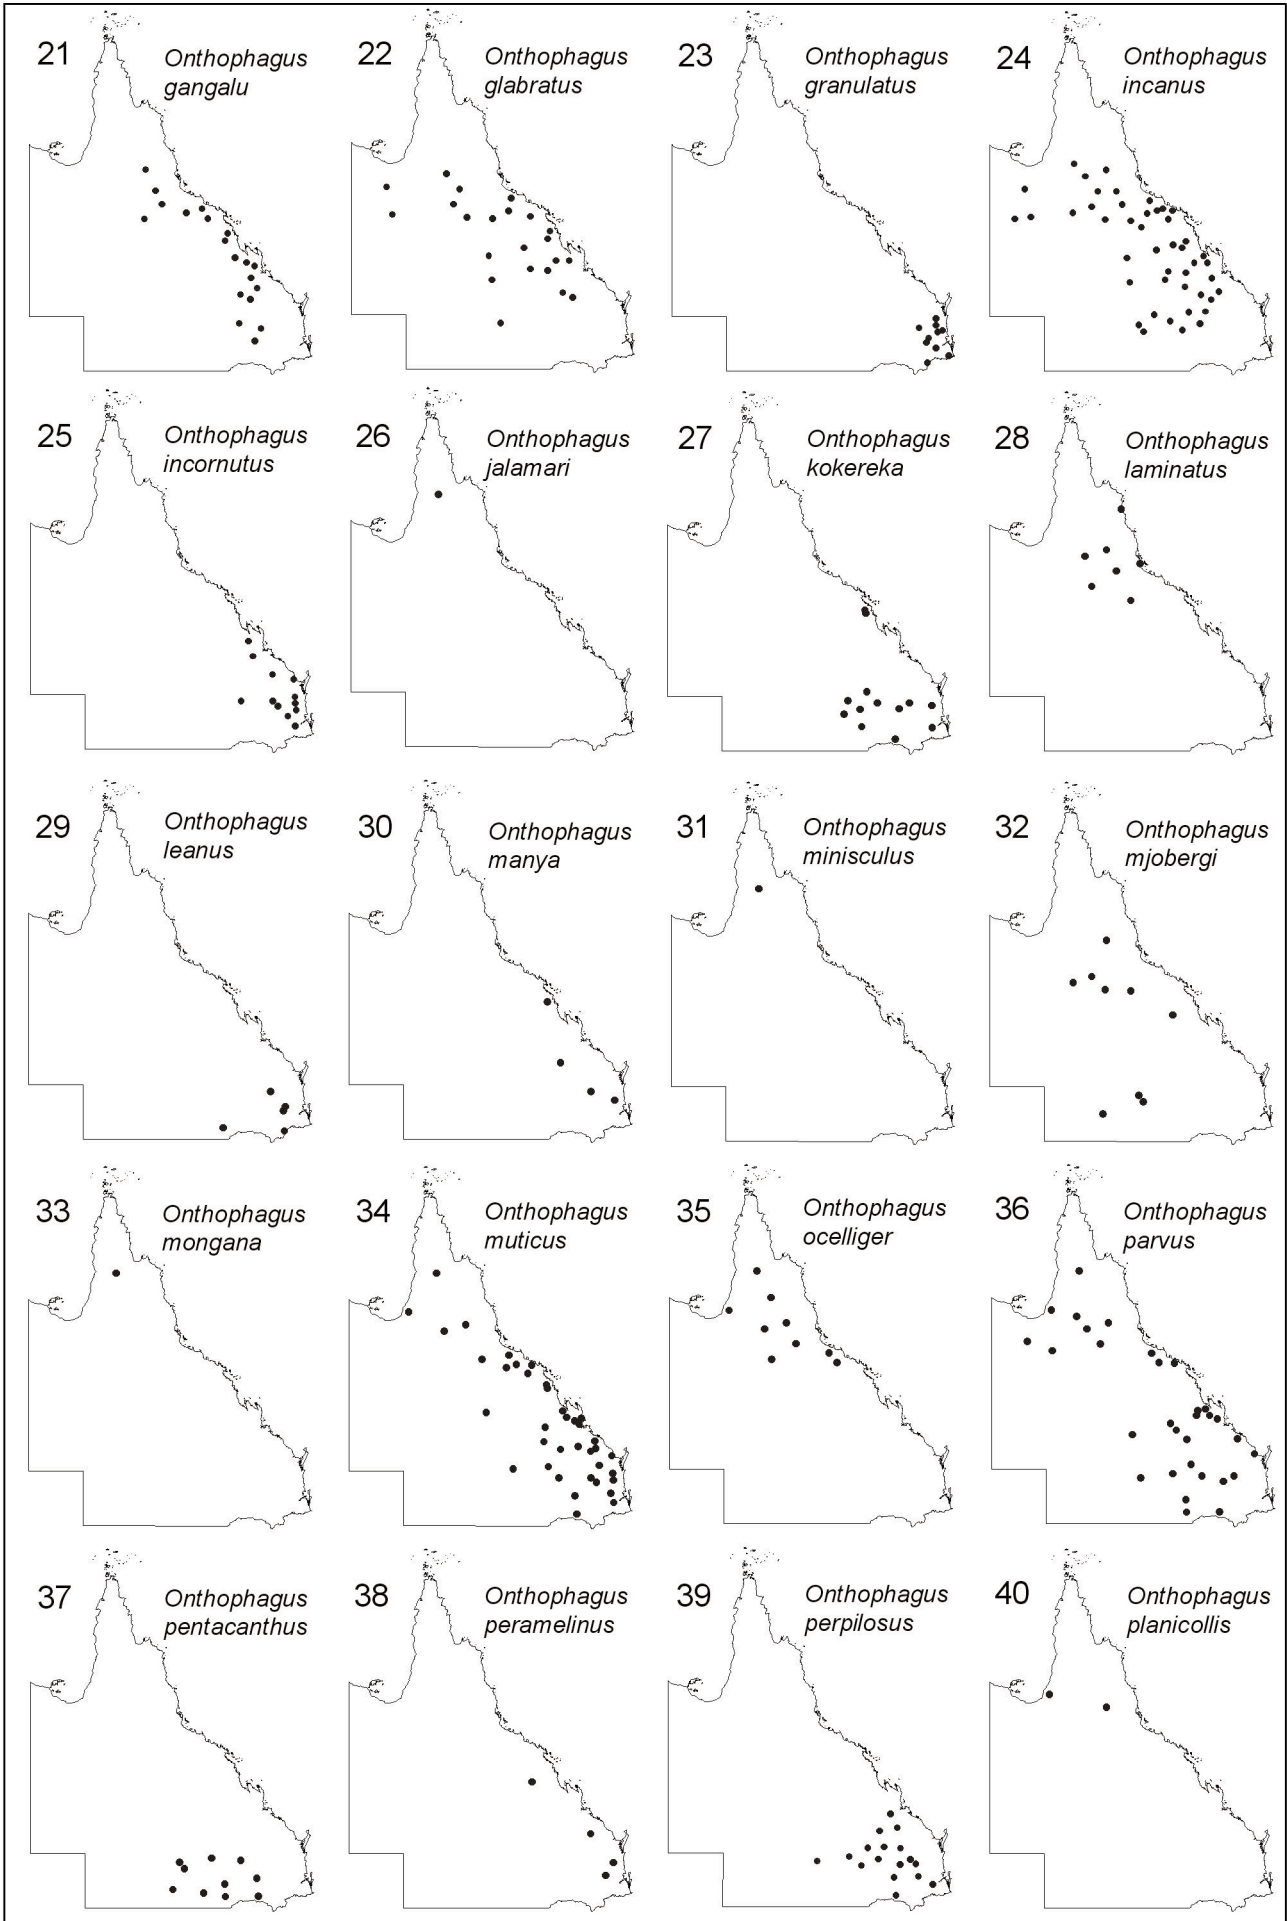 21
Onthophagus
gangalu
22
Onthophagus
glabratus
23
Onthophagus
granulatus
24
Onthophagus
incanus
25
Onthophagus
incornutus
26
Onthophagus
jalamari
27
Onthophagus
kokereka
28
Onthophagus
laminatus
29
Onthophagus
leanus
30
Onthophagus
manya
31
Onthophagus
minisculus
32
Onthophagus
mjobergi
33
Onthophagus
mongana
34
Onthophagus
muticus
35
Onthophagus
ocelliger
36
Onthophagus
parvus
37
Onthophagus
pentacanthus
38
Onthophagus
peramelinus
39
Onthophagus
perpilosus
40
Onthophagus
planicollis